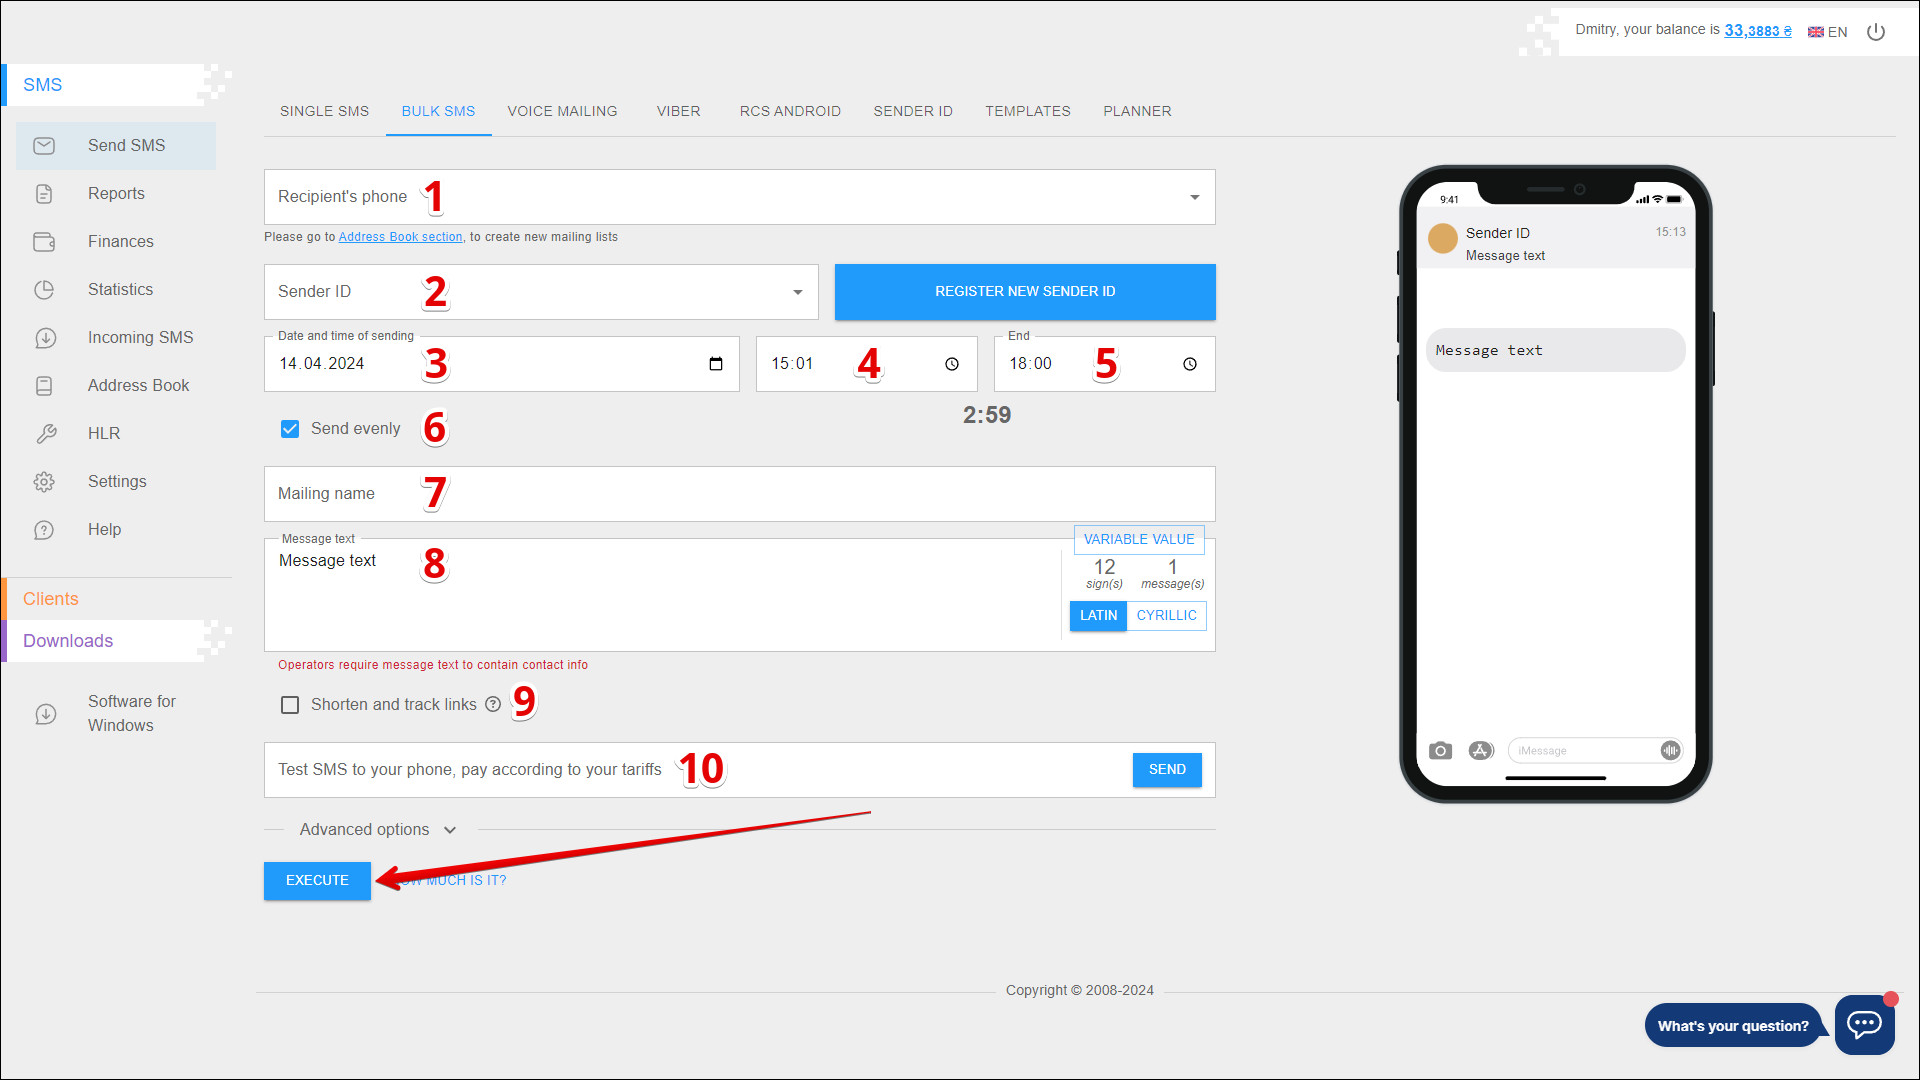 Dmitry, your balance is 33,3883 ₴ EN
SMS
Send SMS
Reports
Finances
Statistics
Incoming SMS
Address Book
HLR
Settings
Help
Clients
Downloads
Software for
Windows
SINGLE SMS BULK SMS VOICE MAILING VIBER RCS ANDROID SENDER ID TEMPLATES PLANNER
Recipient's phone 1
Please go to Address Book section, to create new mailing lists
Sender ID 2
REGISTER NEW SENDER ID
Date and time of sending
14.04.2024 3
15:01 4
End
18:00 5
2:59
Send evenly 6
Mailing name 7
Message text
Message text 8
VARIABLE VALUE
12 1
sign(s) message(s)
LATIN CYRILLIC
Operators require message text to contain contact info
Shorten and track links ? 9
Test SMS to your phone, pay according to your tariffs 10 SEND
Advanced options
EXECUTE
MUCH IS IT?
9:41
Sender ID 15:13
Message text
Message text
iMessage
Copyright © 2008-2024
What's your question?